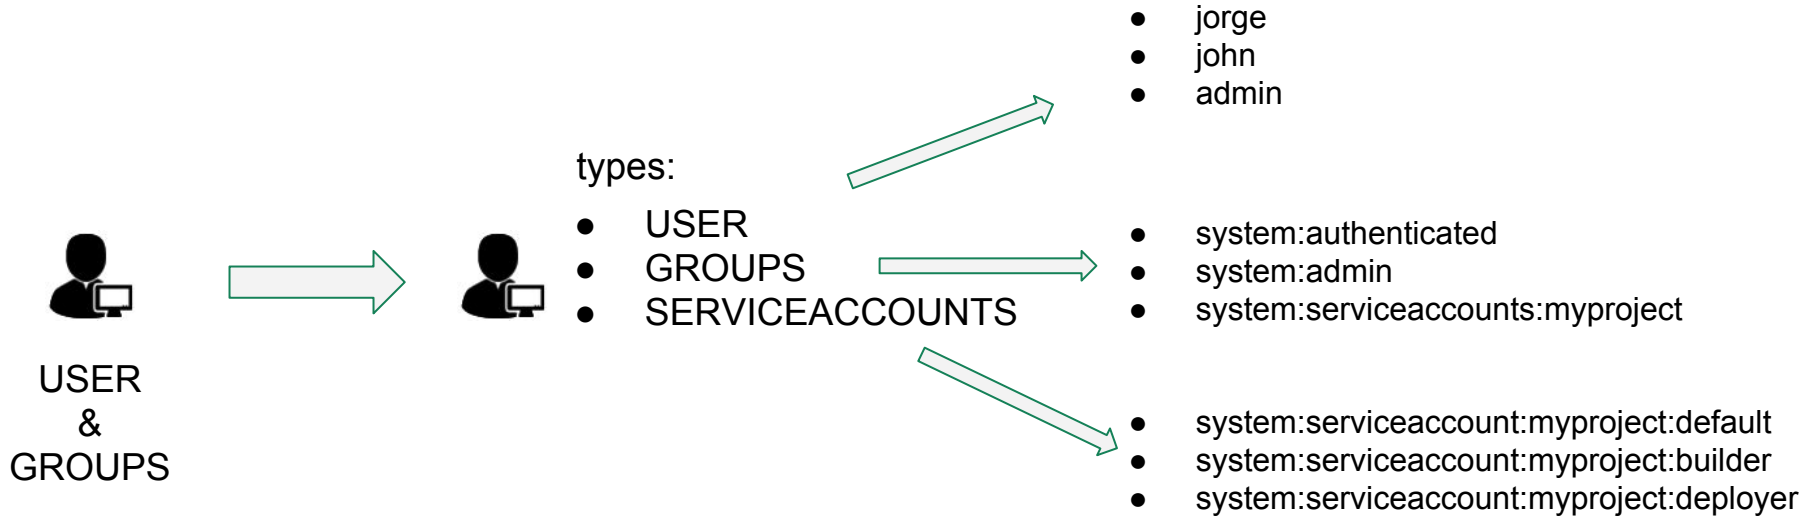 USER
&
GROUPS
types:
● USER
● GROUPS
● SERVICEACCOUNTS
● jorge
● john
● admin
● system:authenticated
● system:admin
● system:serviceaccounts:myproject
● system:serviceaccount:myproject:default
● system:serviceaccount:myproject:builder
● system:serviceaccount:myproject:deployer